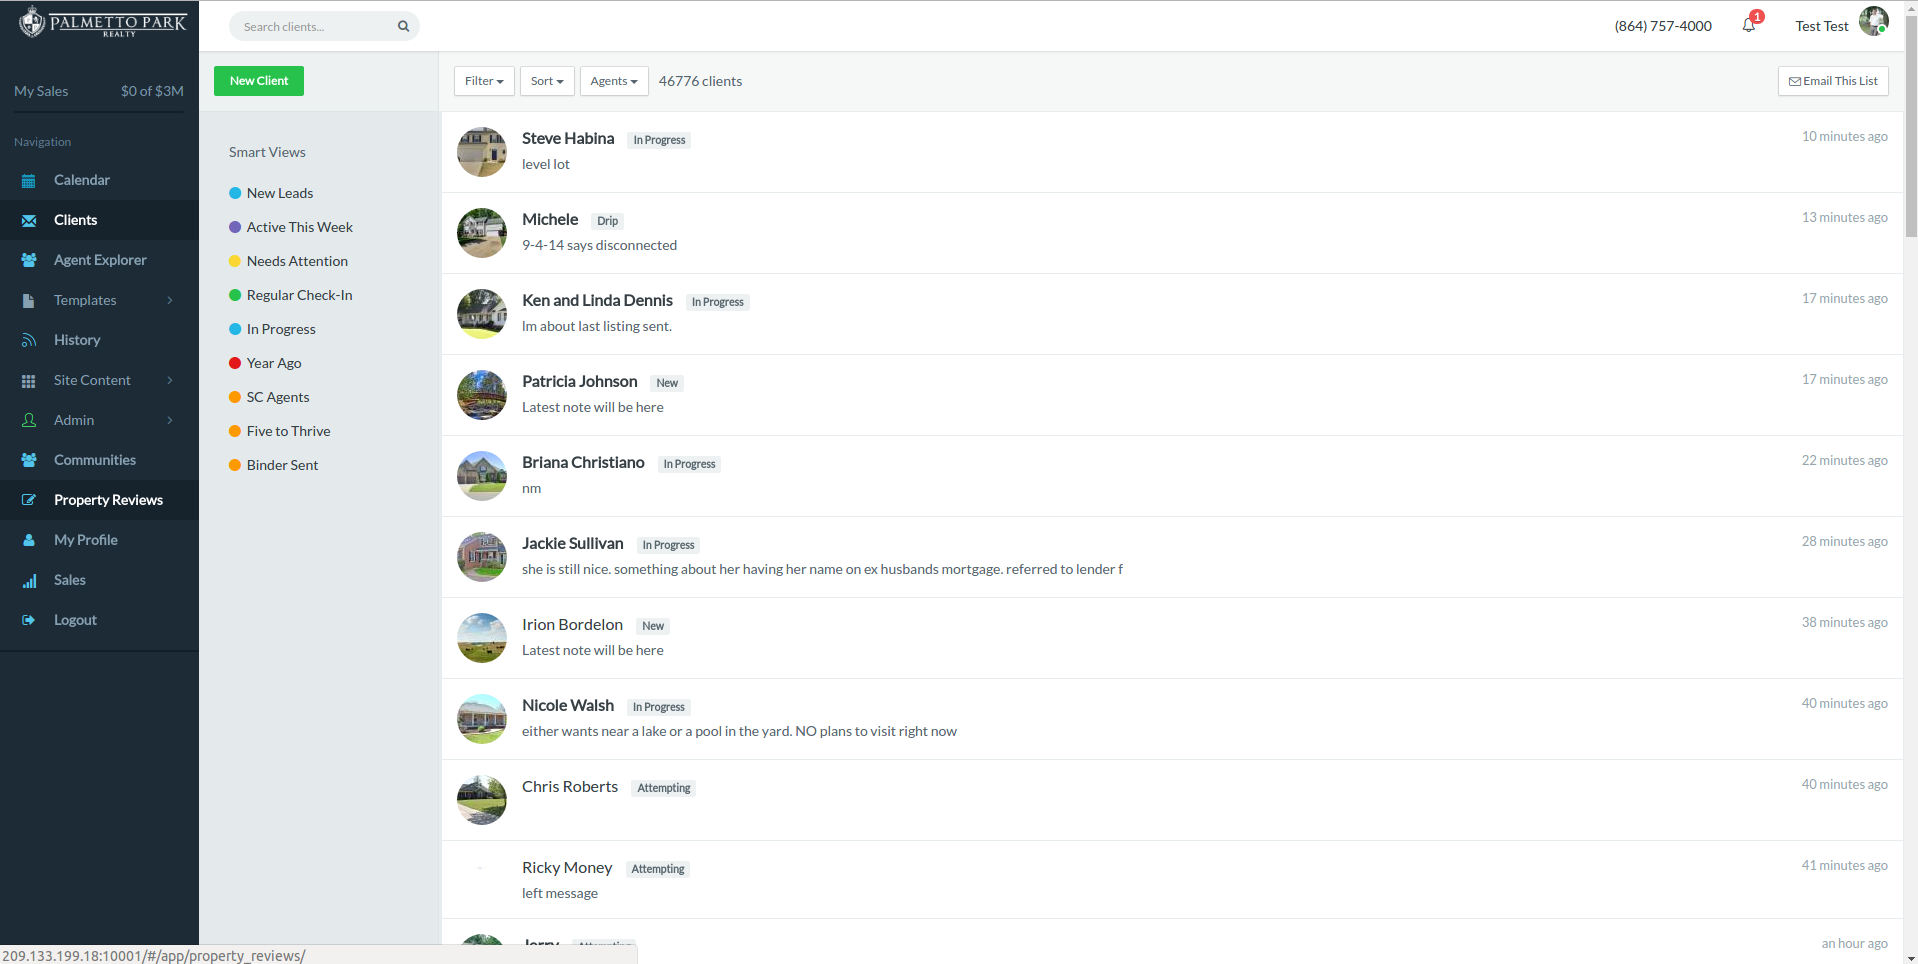 PALMETTO PARK
REALTY
Search clients...
(864) 757-4000
1
Test Test
My Sales $0 of $3M
Navigation
Calendar
Clients
Agent Explorer
Templates
History
Site Content
Admin
Communities
Property Reviews
My Profile
Sales
Logout
New Client
Smart Views
New Leads
Active This Week
Needs Attention
Regular Check-In
In Progress
Year Ago
SC Agents
Five to Thrive
Binder Sent
Filter Sort Agents 46776 clients Email This List
Steve Habina In Progress 10 minutes ago
level lot
Michele Drip 13 minutes ago
9-4-14 says disconnected
Ken and Linda Dennis In Progress 17 minutes ago
lm about last listing sent.
Patricia Johnson New 17 minutes ago
Latest note will be here
Briana Christiano In Progress 22 minutes ago
nm
Jackie Sullivan In Progress 28 minutes ago
she is still nice. something about her having her name on ex husbands mortgage. referred to lender f
Irion Bordelon New 38 minutes ago
Latest note will be here
Nicole Walsh In Progress 40 minutes ago
either wants near a lake or a pool in the yard. NO plans to visit right now
Chris Roberts Attempting 40 minutes ago
Ricky Money Attempting 41 minutes ago
left message
Jerry Attempting an hour ago
209.133.199.18:10001/#/app/property_reviews/